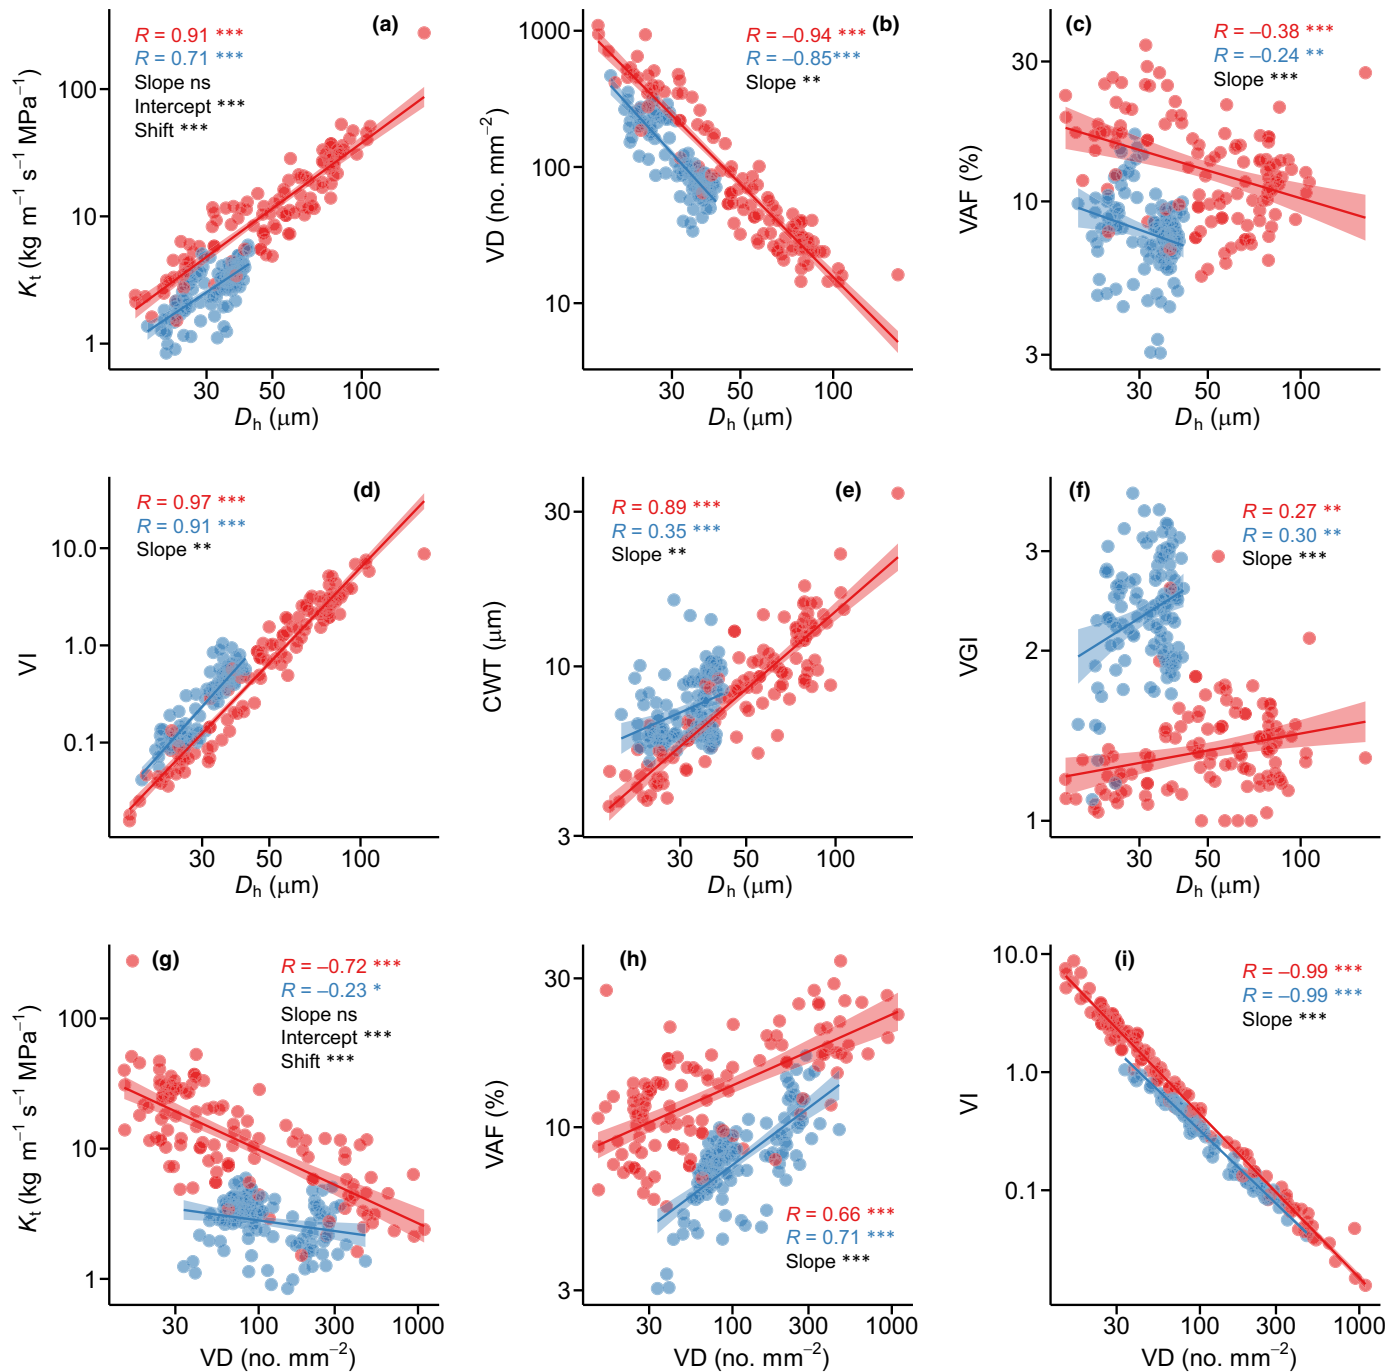 (a)
R = 0.91 ***
R = 0.71 ***
Slope ns
Intercept ***
Shift ***
100
10
1
Kt (kg m−1 s−1 MPa−1)
30 50 100
Dh (μm)
(b)
R = −0.94 ***
R = −0.85***
Slope **
1000
100
10
VD (no. mm−2)
30 50 100
Dh (μm)
(c)
R = −0.38 ***
R = −0.24 **
Slope ***
30
10
3
VAF (%)
30 50 100
Dh (μm)
(d)
R = 0.97 ***
R = 0.91 ***
Slope **
10.0
1.0
0.1
VI
30 50 100
Dh (μm)
(e)
R = 0.89 ***
R = 0.35 ***
Slope **
30
10
3
CWT (μm)
30 50 100
Dh (μm)
(f)
R = 0.27 **
R = 0.30 **
Slope ***
3
2
1
VGI
30 50 100
Dh (μm)
(g)
R = −0.72 ***
R = −0.23 *
Slope ns
Intercept ***
Shift ***
100
10
1
Kt (kg m−1 s−1 MPa−1)
30 100 300 1000
VD (no. mm−2)
(h)
R = 0.66 ***
R = 0.71 ***
Slope ***
30
10
3
VAF (%)
30 100 300 1000
VD (no. mm−2)
(i)
R = −0.99 ***
R = −0.99 ***
Slope ***
10.0
1.0
0.1
VI
30 100 300 1000
VD (no. mm−2)